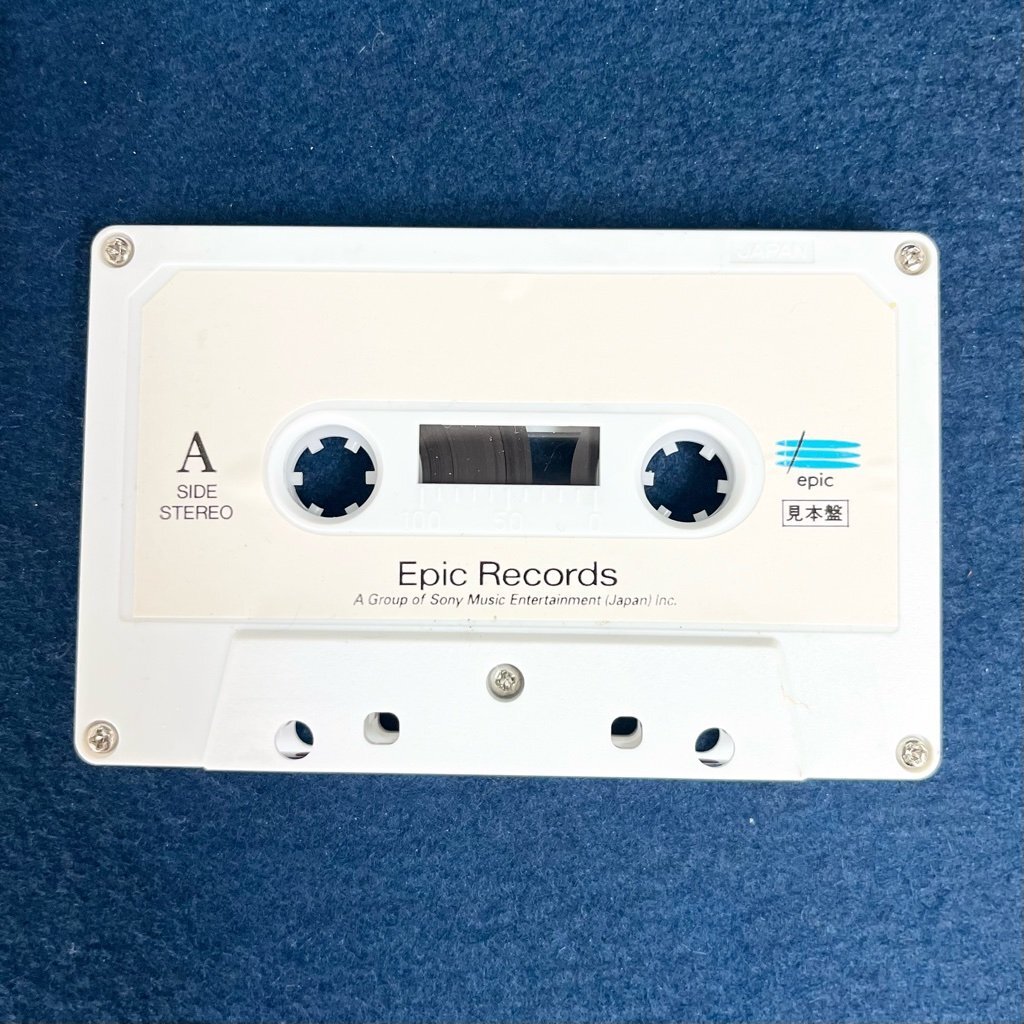 JAPAN
A
SIDE
STEREO
epic
見本盤
100 50 0
Epic Records
A Group of Sony Music Entertainment (Japan) Inc.